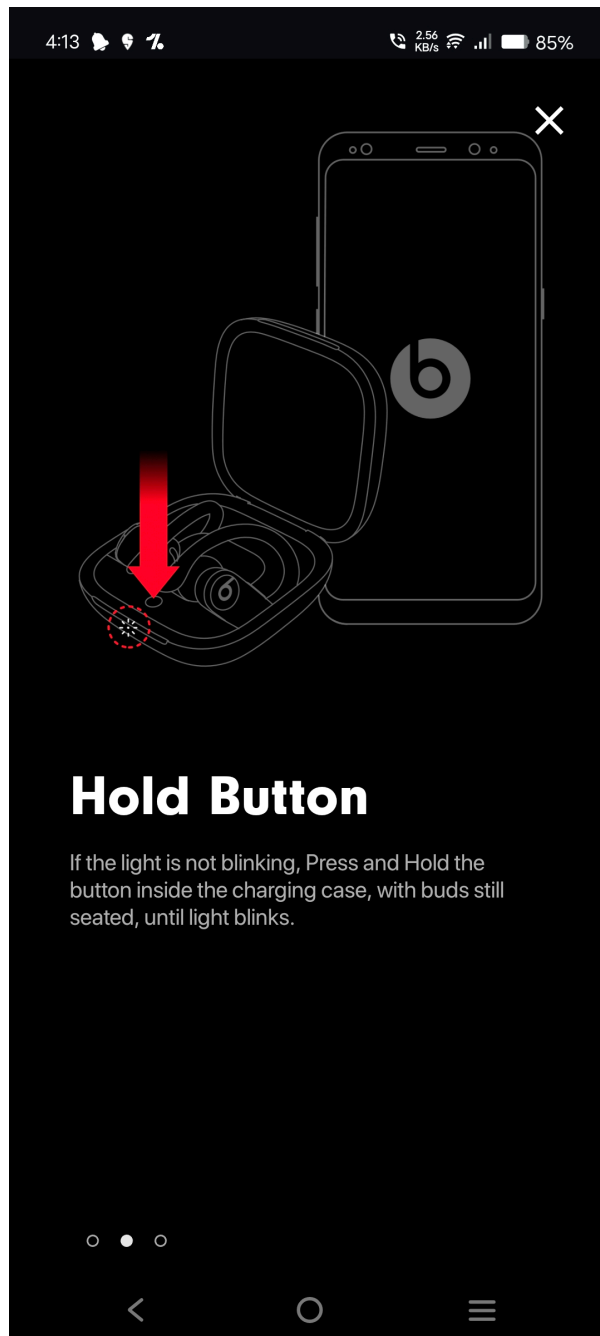 4:13
2.56
KB/s
85%
Hold Button
If the light is not blinking, Press and Hold the
button inside the charging case, with buds still
seated, until light blinks.